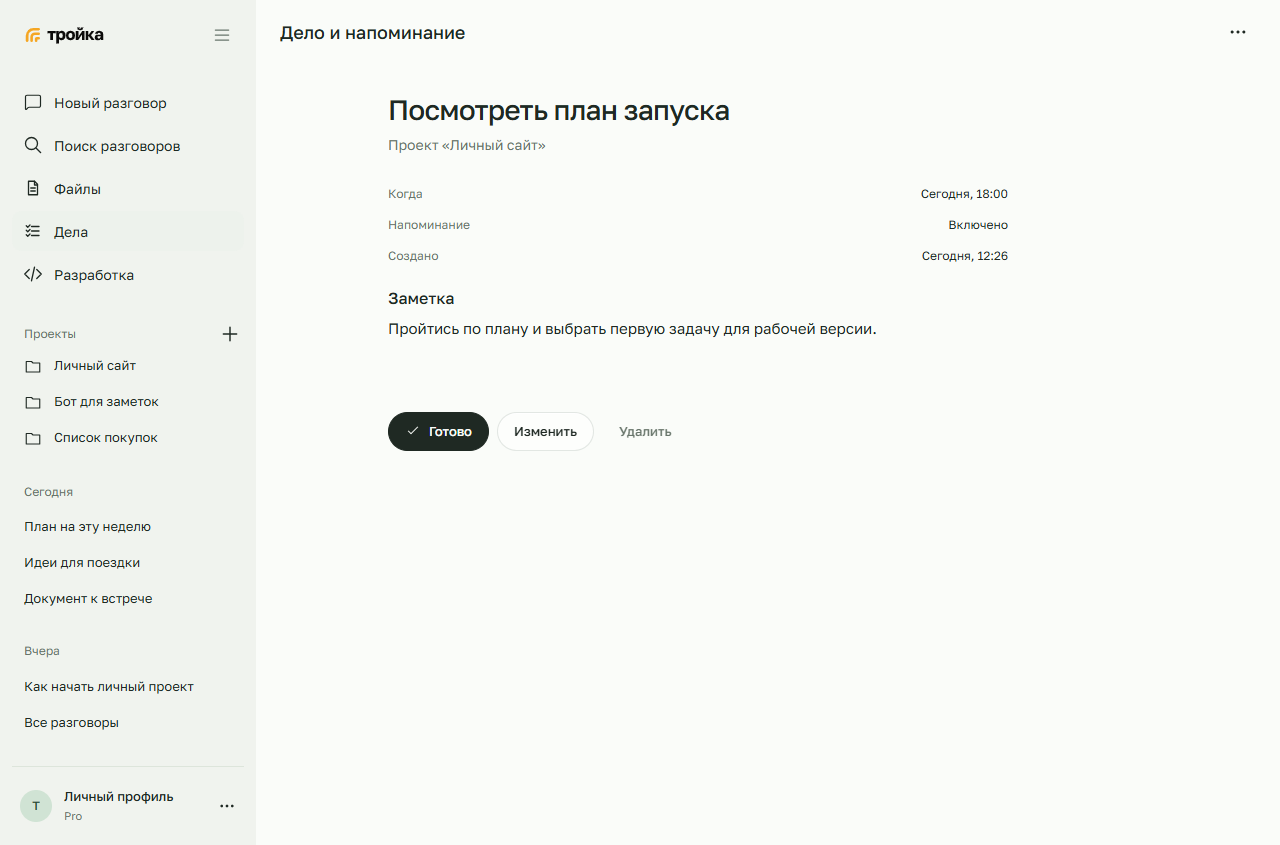 тройка
Новый разговор
Поиск разговоров
Файлы
Дела
Разработка
Проекты
Личный сайт
Бот для заметок
Список покупок
Сегодня
План на эту неделю
Идеи для поездки
Документ к встрече
Вчера
Как начать личный проект
Все разговоры
Т
Личный профиль
Pro
Дело и напоминание
Посмотреть план запуска
Проект «Личный сайт»
Когда Сегодня, 18:00
Напоминание Включено
Создано Сегодня, 12:26
Заметка
Пройтись по плану и выбрать первую задачу для рабочей версии.
Готово Изменить Удалить